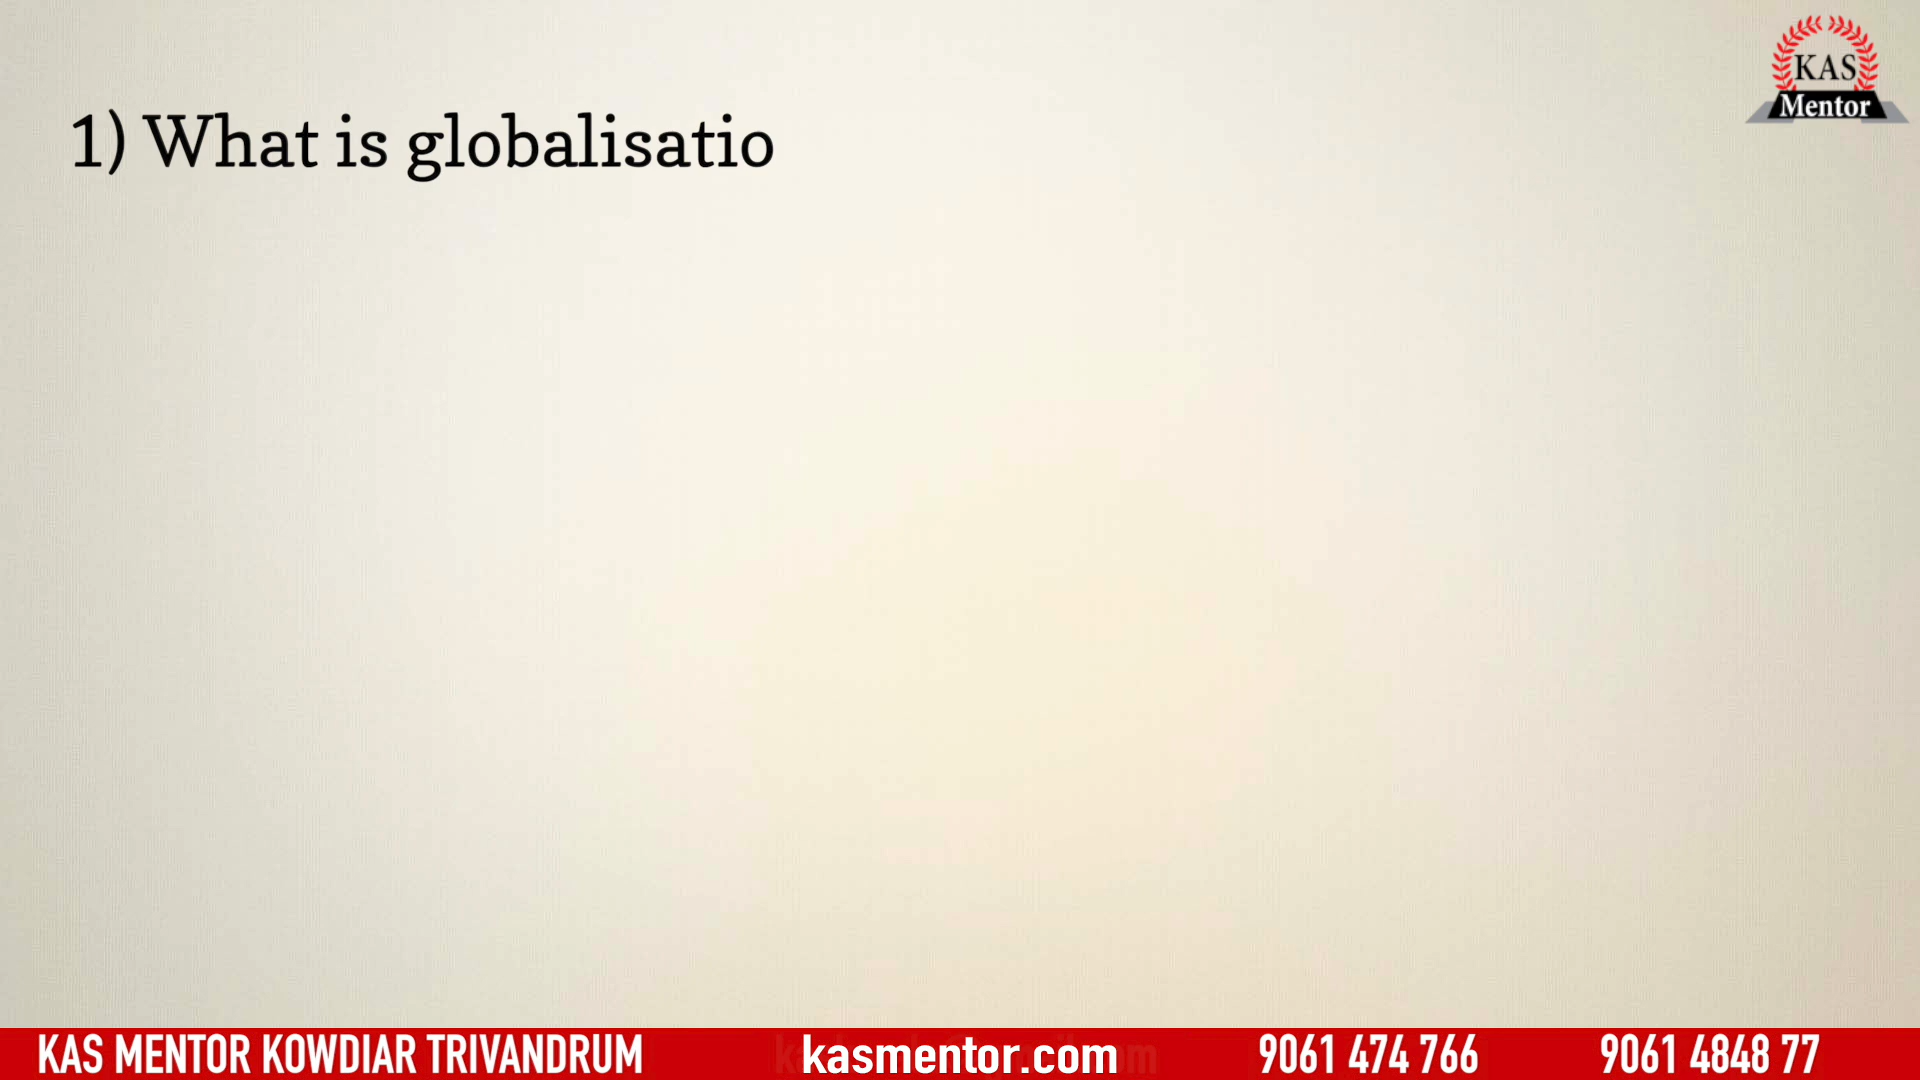 KAS
Mentor
1) What is globalisatio
KAS MENTOR KOWDIAR TRIVANDRUM
kasmentor.com
9061 474 766
9061 4848 77